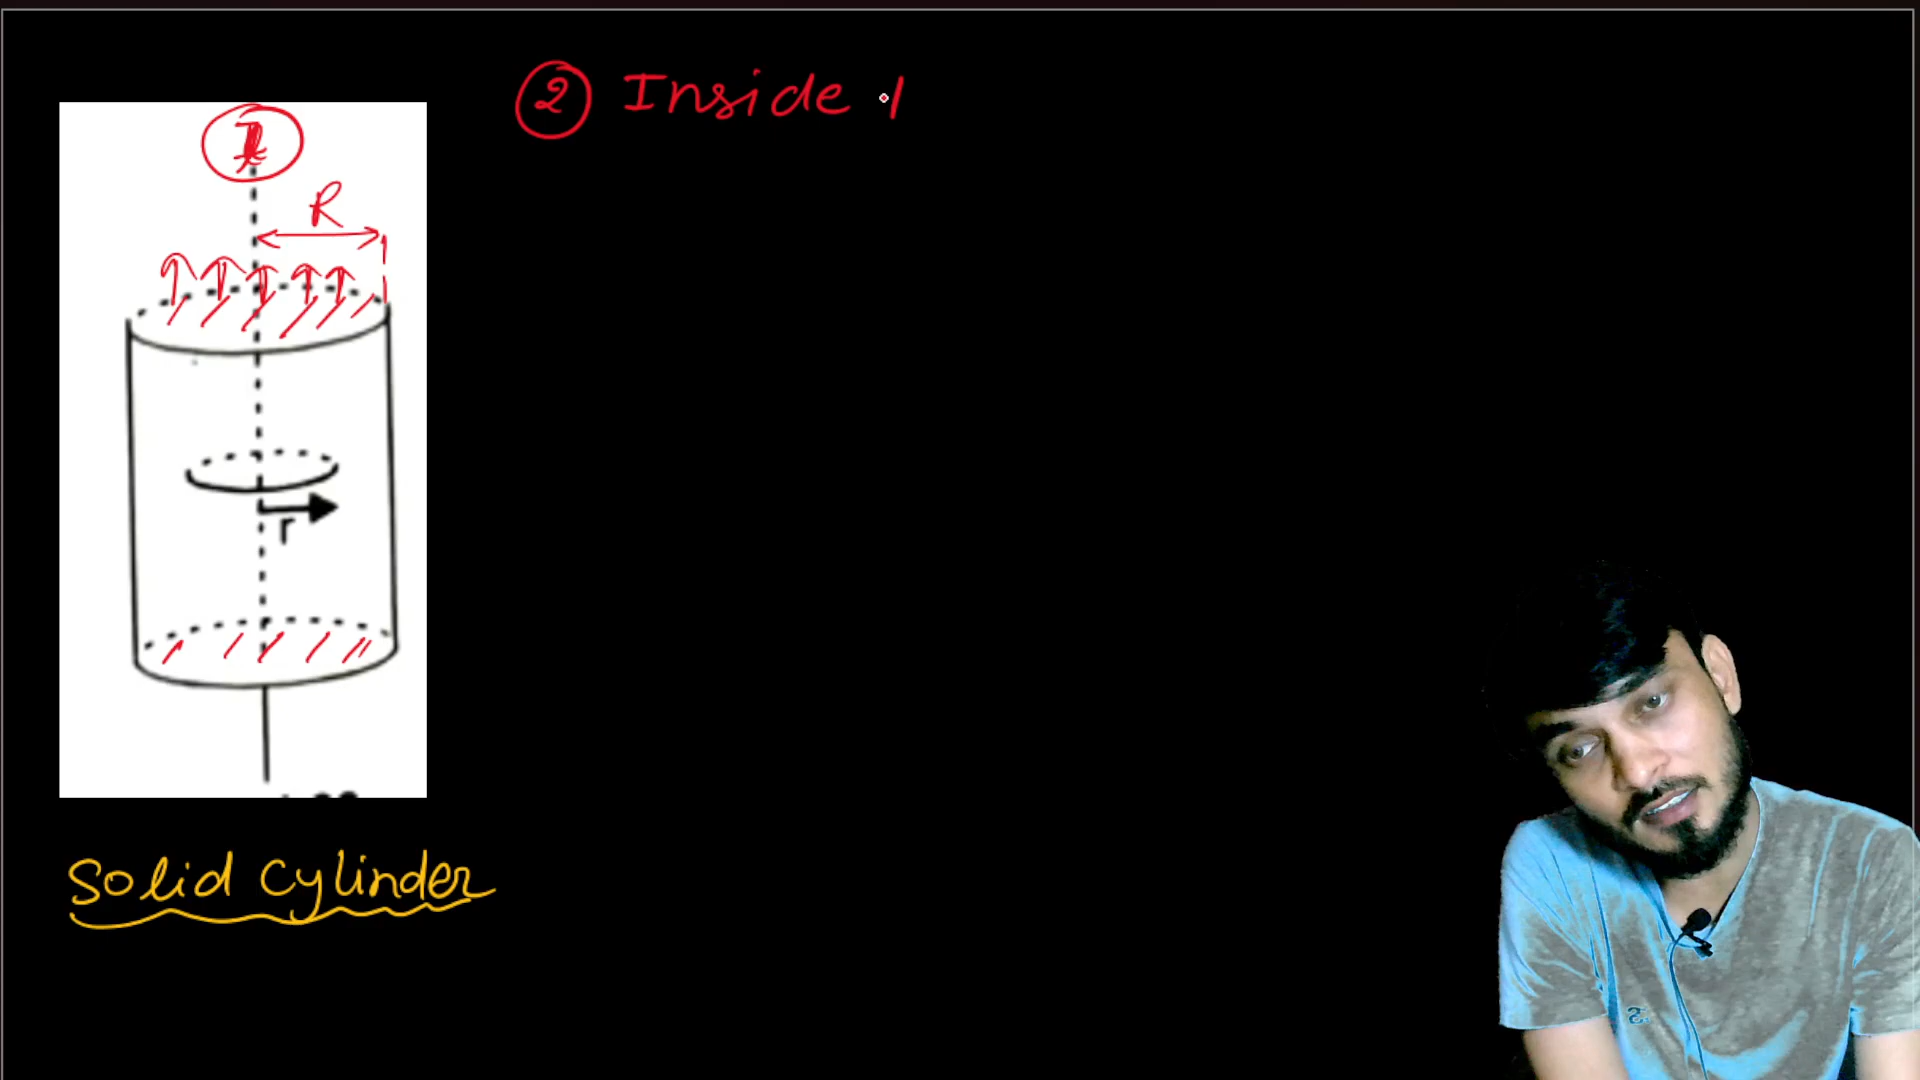 ② Inside
I
R
r
Solid Cylinder